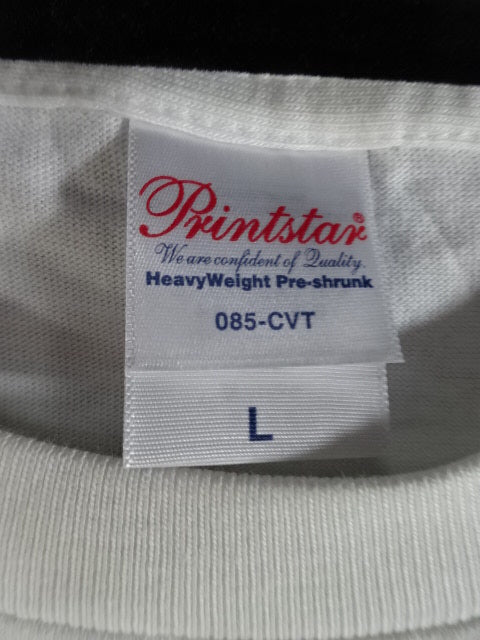 Printstar®
We are confident of Quality.
HeavyWeight Pre-shrunk
085-CVT
L